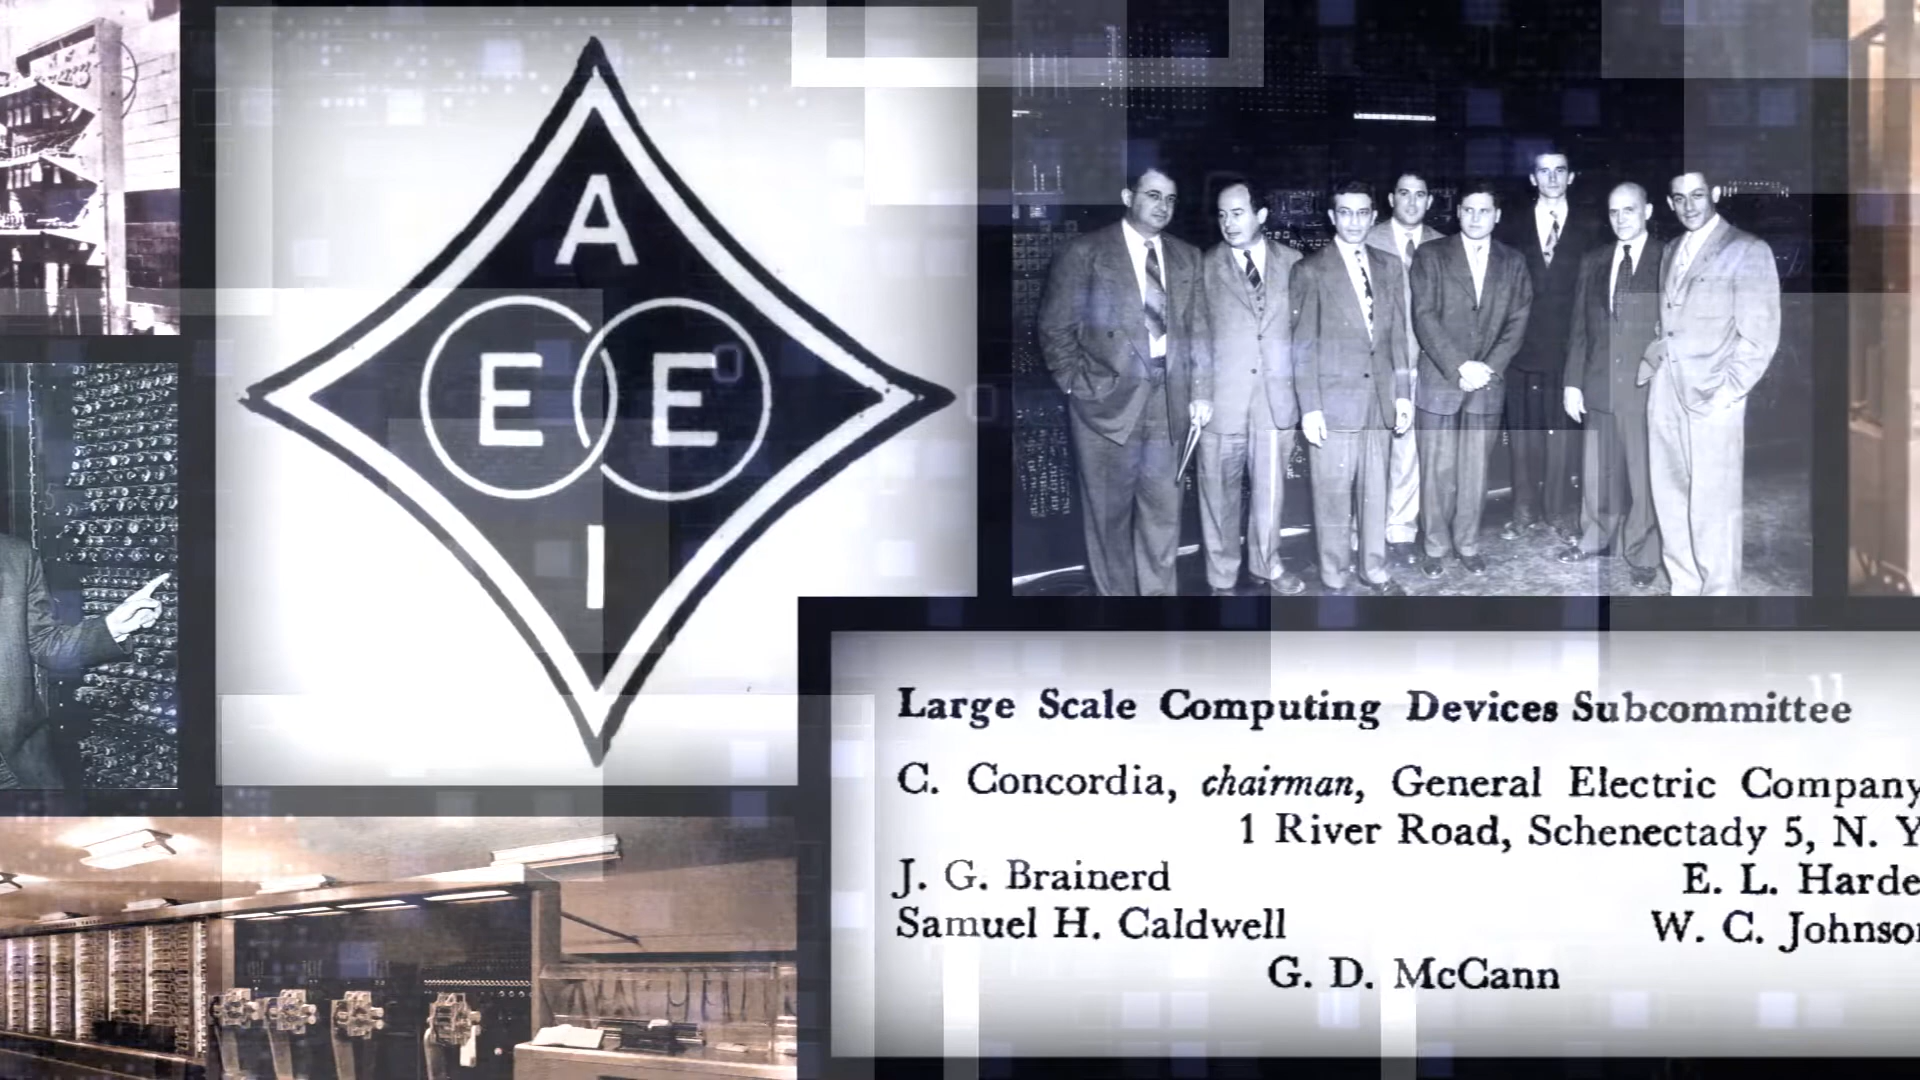 A
E E
I
Large Scale Computing Devices Subcommittee
C. Concordia, chairman, General Electric Company
1 River Road, Schenectady 5, N. Y
J. G. Brainerd
E. L. Harde
Samuel H. Caldwell
W. C. Johnso
G. D. McCann